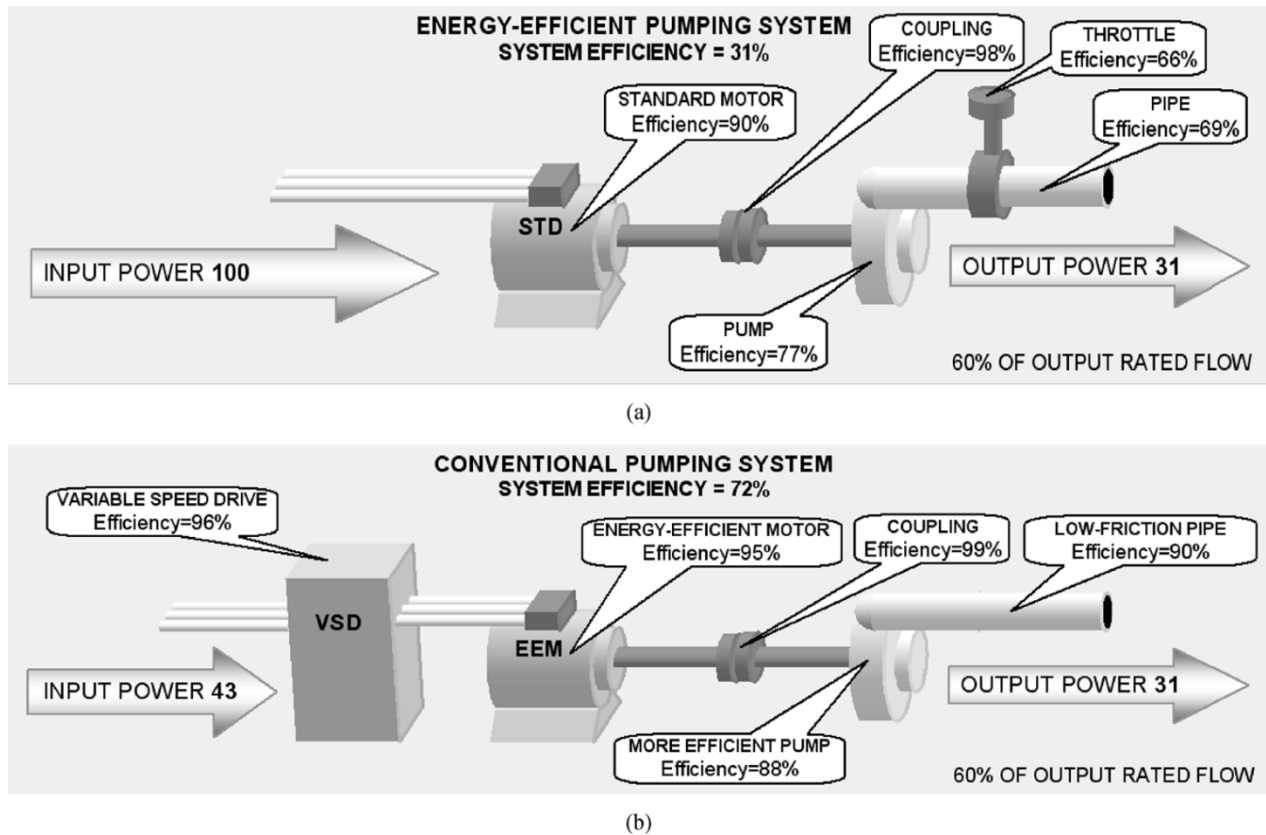 ENERGY-EFFICIENT PUMPING SYSTEM
SYSTEM EFFICIENCY = 31%
COUPLING
Efficiency=98%
THROTTLE
Efficiency=66%
STANDARD MOTOR
Efficiency=90%
PIPE
Efficiency=69%
STD
INPUT POWER 100
OUTPUT POWER 31
PUMP
Efficiency=77%
60% OF OUTPUT RATED FLOW
(a)
CONVENTIONAL PUMPING SYSTEM
SYSTEM EFFICIENCY = 72%
VARIABLE SPEED DRIVE
Efficiency=96%
ENERGY-EFFICIENT MOTOR
Efficiency=95%
COUPLING
Efficiency=99%
LOW-FRICTION PIPE
Efficiency=90%
VSD
EEM
INPUT POWER 43
OUTPUT POWER 31
MORE EFFICIENT PUMP
Efficiency=88%
60% OF OUTPUT RATED FLOW
(b)